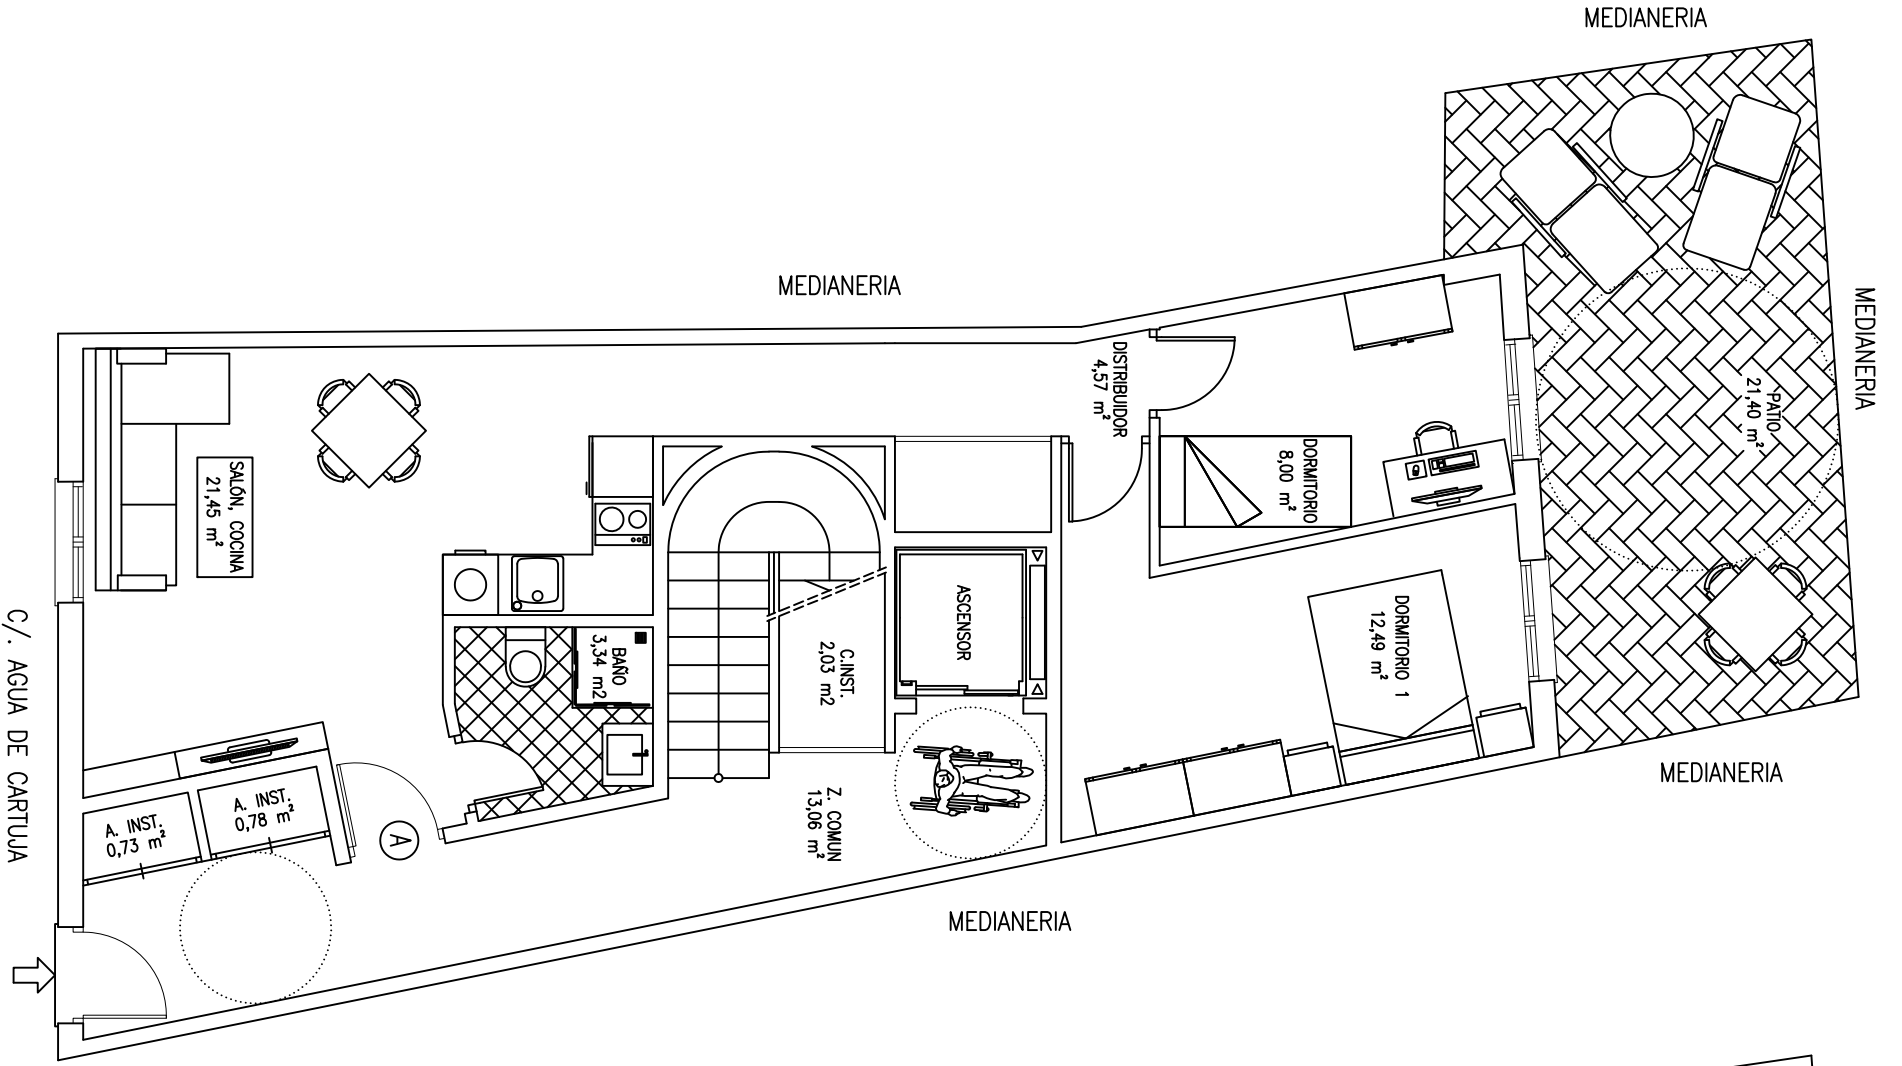 MEDIANERIA
MEDIANERIA
MEDIANERIA
PATIO
21,40 m²
DISTRIBUIDOR
4,57 m²
DORMITORIO
8,00 m²
SALÓN, COCINA
21,45 m²
ASCENSOR
DORMITORIO 1
12,49 m²
BAÑO
3,34 m2
C.INST.
2,03 m2
Z. COMUN
13,06 m²
A. INST.
0,78 m²
A. INST.
0,73 m²
A
MEDIANERIA
MEDIANERIA
C/. AGUA DE CARTUJA